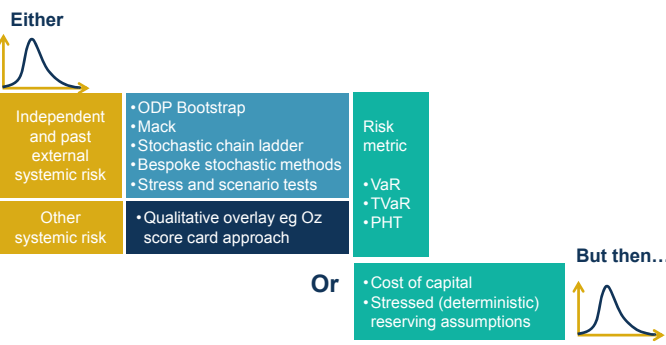 Either
Independent
and past
external
systemic risk
•ODP Bootstrap
•Mack
•Stochastic chain ladder
•Bespoke stochastic methods
•Stress and scenario tests
Risk
metric
•VaR
•TVaR
•PHT
Other
systemic risk
•Qualitative overlay eg Oz
score card approach
But then…
Or
•Cost of capital
•Stressed (deterministic)
reserving assumptions